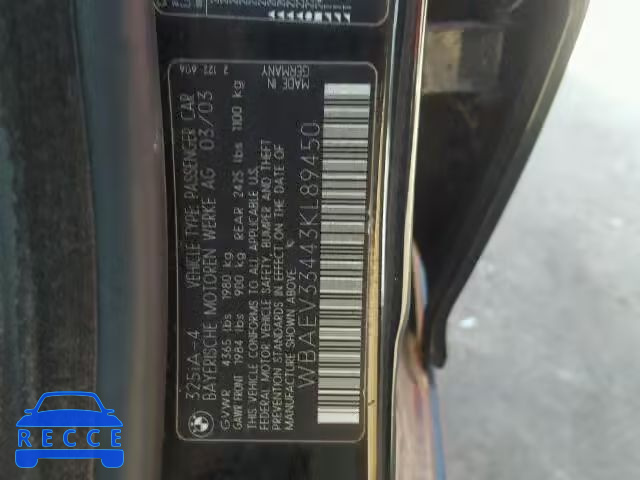 325iA-4 VEHICLE TYPE: PASSENGER CAR
BAYERISCHE MOTOREN WERKE AG 03/03
GVWR 4365 lbs 1980 kg
GAWR FRONT 1984 lbs 900 kg REAR 2425 lbs 1100 kg
THIS VEHICLE CONFORMS TO ALL APPLICABLE U.S.
FEDERAL MOTOR VEHICLE SAFETY, BUMPER AND THEFT
PREVENTION STANDARDS IN EFFECT ON THE DATE OF
MANUFACTURE SHOWN ABOVE.
WBAEV33443KL89450
MADE IN
GERMANY
BMW
RECCE